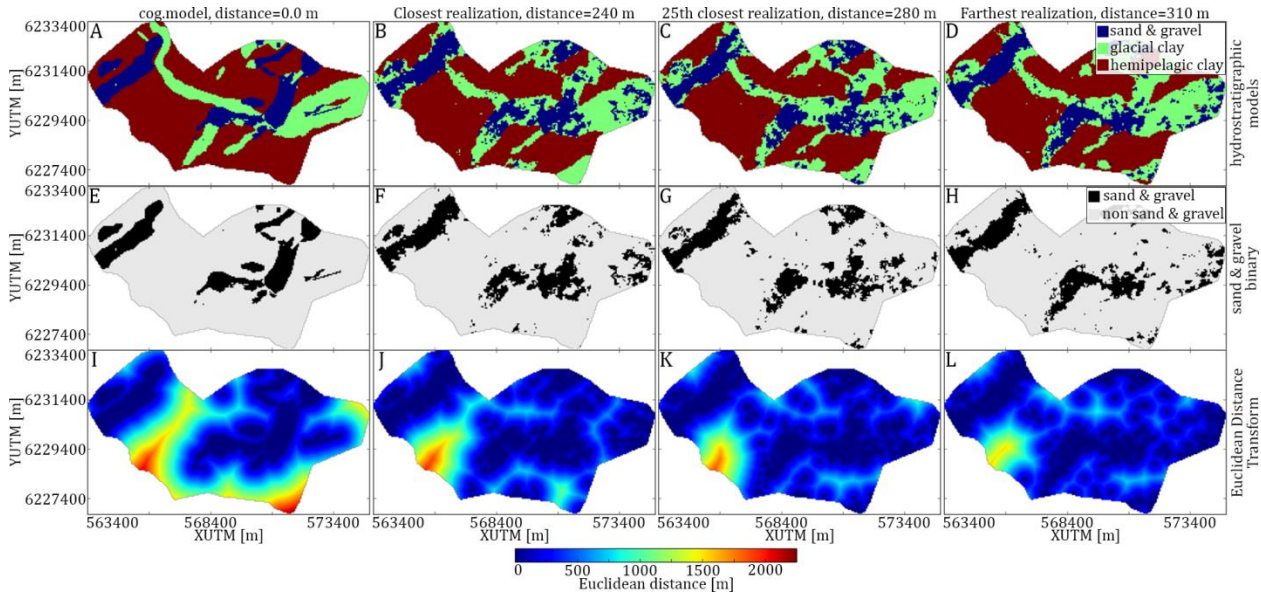 cog model, distance=0.0 m
Closest realization, distance=240 m
25th closest realization, distance=280 m
Farthest realization, distance=310 m
A
B
C
D
sand & gravel
glacial clay
hemipelagic clay
hydrostratigraphic
models
YUTM [m]
6233400
6231400
6229400
6227400
E
F
G
H
sand & gravel
non sand & gravel
sand & gravel
binary
YUTM [m]
6233400
6231400
6229400
6227400
I
J
K
L
Euclidean Distance
Transform
YUTM [m]
6233400
6231400
6229400
6227400
563400 568400 573400
563400 568400 573400
563400 568400 573400
563400 568400 573400
XUTM [m]
XUTM [m]
XUTM [m]
XUTM [m]
0 500 1000 1500 2000
Euclidean distance [m]